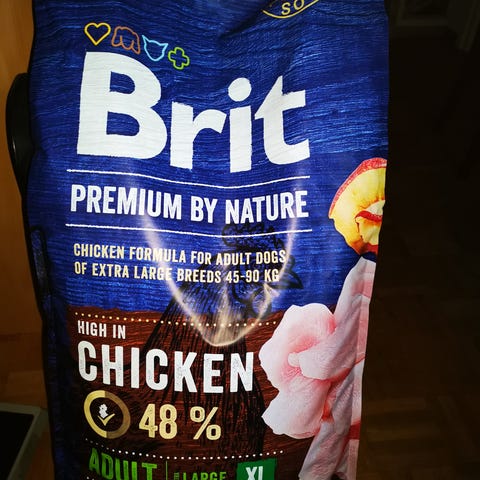 Brit
PREMIUM BY NATURE
CHICKEN FORMULA FOR ADULT DOGS
OF EXTRA LARGE BREEDS 45-90 KG
HIGH IN
CHICKEN
48 %
ADULT LARGE XL